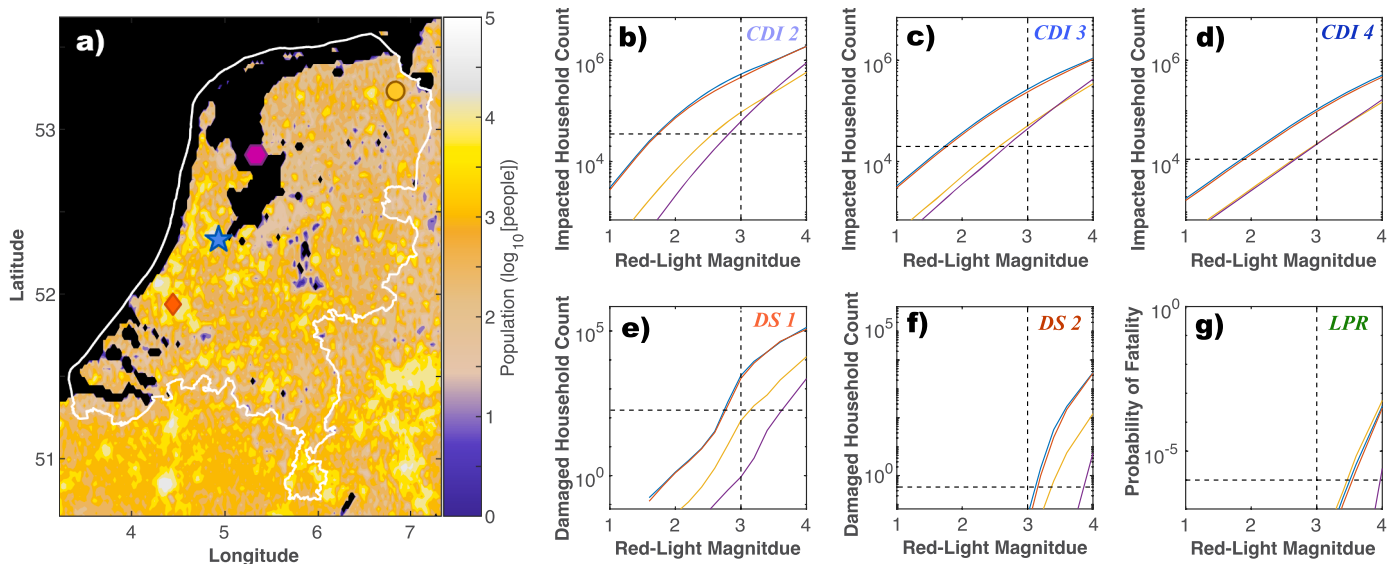 a)
Latitude
53
52
51
4
5
6
7
Longitude
5
4
3
2
1
0
Population (log10[people])
b)
CDI 2
Impacted Household Count
10^6
10^4
1
2
3
4
Red-Light Magnitdue
c)
CDI 3
Impacted Household Count
10^6
10^4
1
2
3
4
Red-Light Magnitdue
d)
CDI 4
Impacted Household Count
10^6
10^4
1
2
3
4
Red-Light Magnitdue
e)
DS 1
Damaged Household Count
10^5
10^0
1
2
3
4
Red-Light Magnitdue
f)
DS 2
Damaged Household Count
10^5
10^0
1
2
3
4
Red-Light Magnitdue
g)
LPR
Probability of Fatality
10^0
10^-5
1
2
3
4
Red-Light Magnitdue